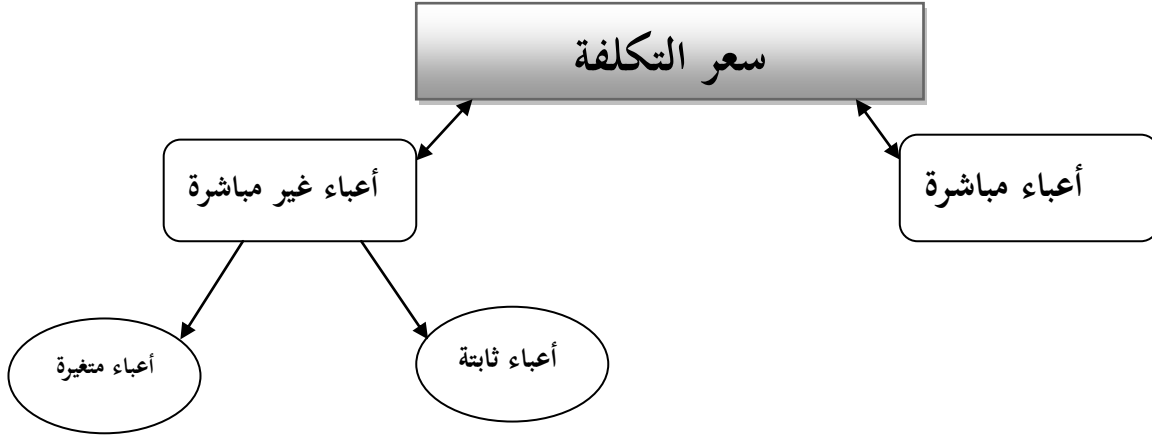 سعر التكلفة
أعباء مباشرة
أعباء غير مباشرة
أعباء ثابتة
أعباء متغيرة